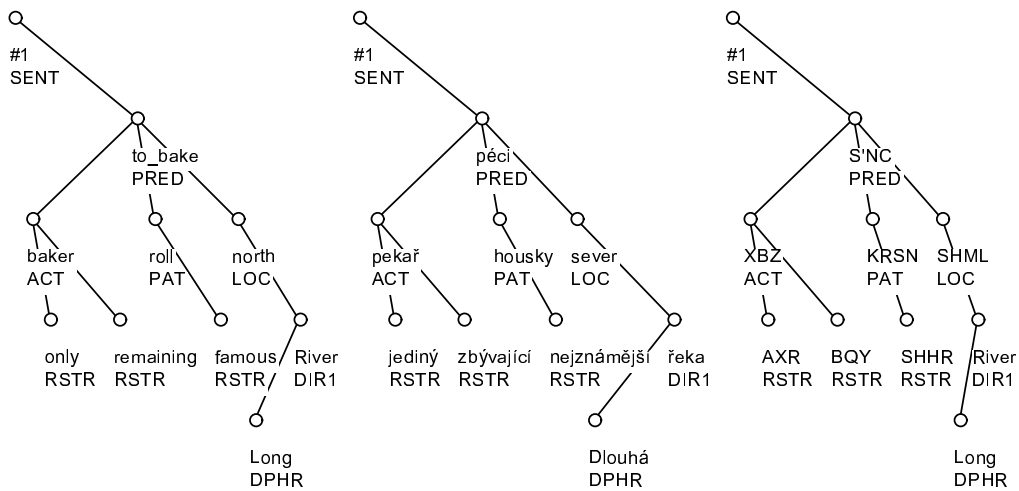 #1
SENT
to_bake
PRED
baker
ACT
roll
PAT
north
LOC
only
RSTR
remaining
RSTR
famous
RSTR
River
DIR1
Long
DPHR
#1
SENT
péci
PRED
pekař
ACT
housky
PAT
sever
LOC
jediný
RSTR
zbývající
RSTR
nejznámější
RSTR
řeka
DIR1
Dlouhá
DPHR
#1
SENT
S'NC
PRED
XBZ
ACT
KRSN
PAT
SHML
LOC
AXR
RSTR
BQY
RSTR
SHHR
RSTR
River
DIR1
Long
DPHR